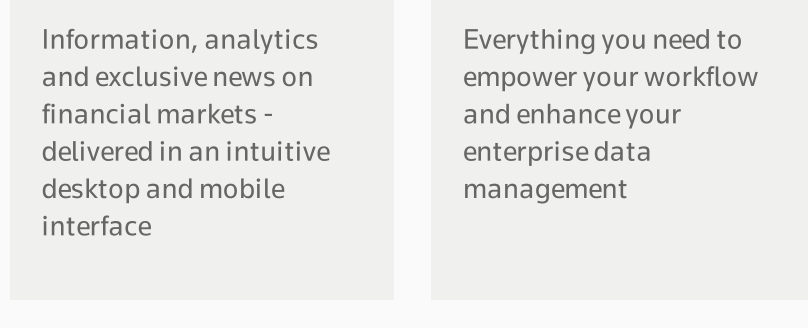 Information, analytics
and exclusive news on
financial markets -
delivered in an intuitive
desktop and mobile
interface
Everything you need to
empower your workflow
and enhance your
enterprise data
management